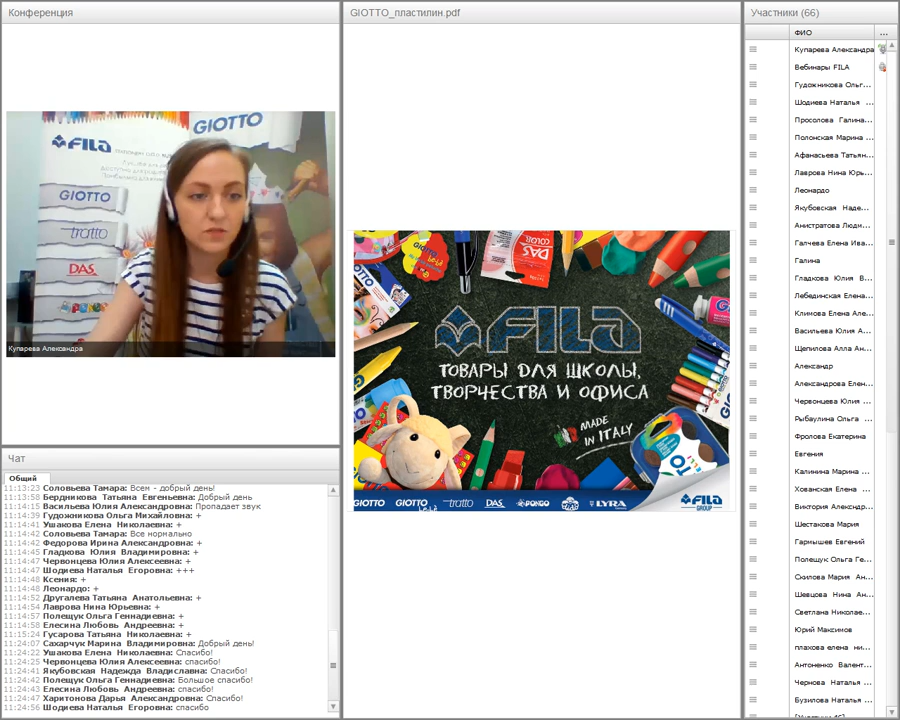 Конференция
GIOTTO
FILA
GIOTTO
tratto
DAS
Купарева Александра
Чат
Общий
11:13:23 Соловьева Тамара: Всем - добрый день!
11:13:58 Бердникова Татьяна Евгеньевна: Добрый день
11:14:15 Васильева Юлия Александровна: Пропадает звук
11:14:39 Гудожникова Ольга Михайловна: +
11:14:41 Ушакова Елена Николаевна: +
11:14:42 Соловьева Тамара: Все нормально
11:14:42 Федорова Ирина Александровна: +
11:14:45 Гладкова Юлия Владимировна: +
11:14:47 Червонцева Юлия Алексеевна: +
11:14:47 Шодиева Наталья Егоровна: +++
11:14:48 Ксения: +
11:14:48 Леонардо: +
11:14:52 Другалева Татьяна Анатольевна: +
11:14:54 Лаврова Нина Юрьевна: +
11:14:57 Полещук Ольга Геннадиевна: +
11:14:58 Елесина Любовь Андреевна: +
11:15:24 Гусарова Татьяна Николаевна: +
11:24:07 Сахарчук Марина Владимировна: Добрый день!
11:24:22 Ушакова Елена Николаевна: Спасибо!
11:24:25 Червонцева Юлия Алексеевна: спасибо!
11:24:41 Якубовская Надежда Владиславна: Спасибо!
11:24:42 Полещук Ольга Геннадиевна: Большое спасибо!
11:24:43 Елесина Любовь Андреевна: спасибо!
11:24:47 Харитонова Дарья Алексндровна: Спасибо!
11:24:56 Шодиева Наталья Егоровна: спасибо
GIOTTO_пластилин.pdf
DAS
COLOR
FILA
ТОВАРЫ ДЛЯ ШКОЛЫ,
ТВОРЧЕСТВА И ОФИСА
MADE
IN ITALY
GIOTTO
GIOTTO
be-bè
tratto
DAS
PONGO
LYRA
FILA
GROUP
Участники (66)
ФИО
...
Купарева Александра
Вебинары FILA
Гудожникова Ольг...
Шодиева Наталья ...
Просолова Галина...
Полонская Марина ...
Афанасьева Татьян...
Лаврова Нина Юрь...
Леонардо
Якубовская Наде...
Анистратова Людм...
Галчева Елена Ива...
Галина
Гладкова Юлия В...
Лебединская Елена...
Климова Елена Але...
Васильева Юлия А...
Щепилова Алла Ан...
Александр
Александрова Елен...
Червонцева Юлия ...
Рыбаулина Ольга ...
Фролова Екатерина
Евгения
Калинина Марина ...
Хованская Елена ...
Виктория Александр...
Шестакова Мария
Гармышев Евгений
Полещук Ольга Ге...
Скилова Мария Ан...
Шевцова Нина Ан...
Светлана Николае...
Юрий Максимов
плахова елена ни...
Антоненко Валент...
Чернова Наталья ...
Бузилова Наталья ...